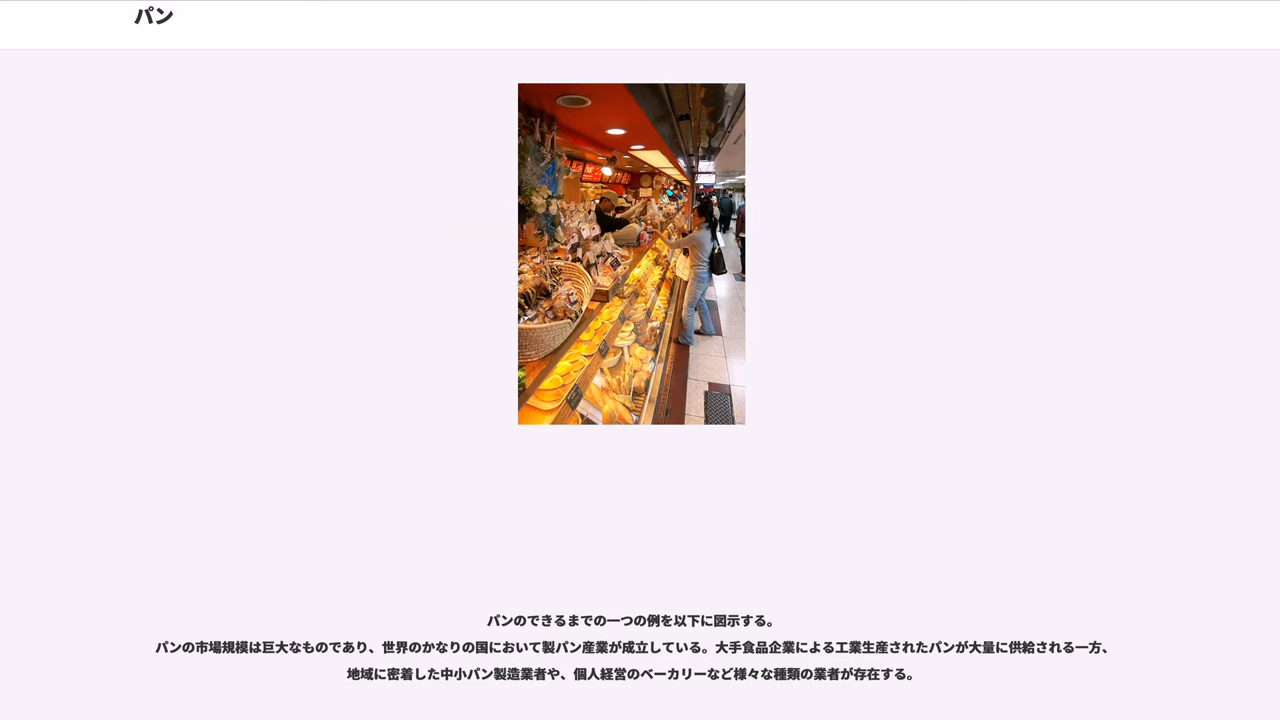 パン
パンのできるまでの一つの例を以下に図示する。
パンの市場規模は巨大なものであり、世界のかなりの国において製パン産業が成立している。大手食品企業による工業生産されたパンが大量に供給される一方、
地域に密着した中小パン製造業者や、個人経営のベーカリーなど様々な種類の業者が存在する。